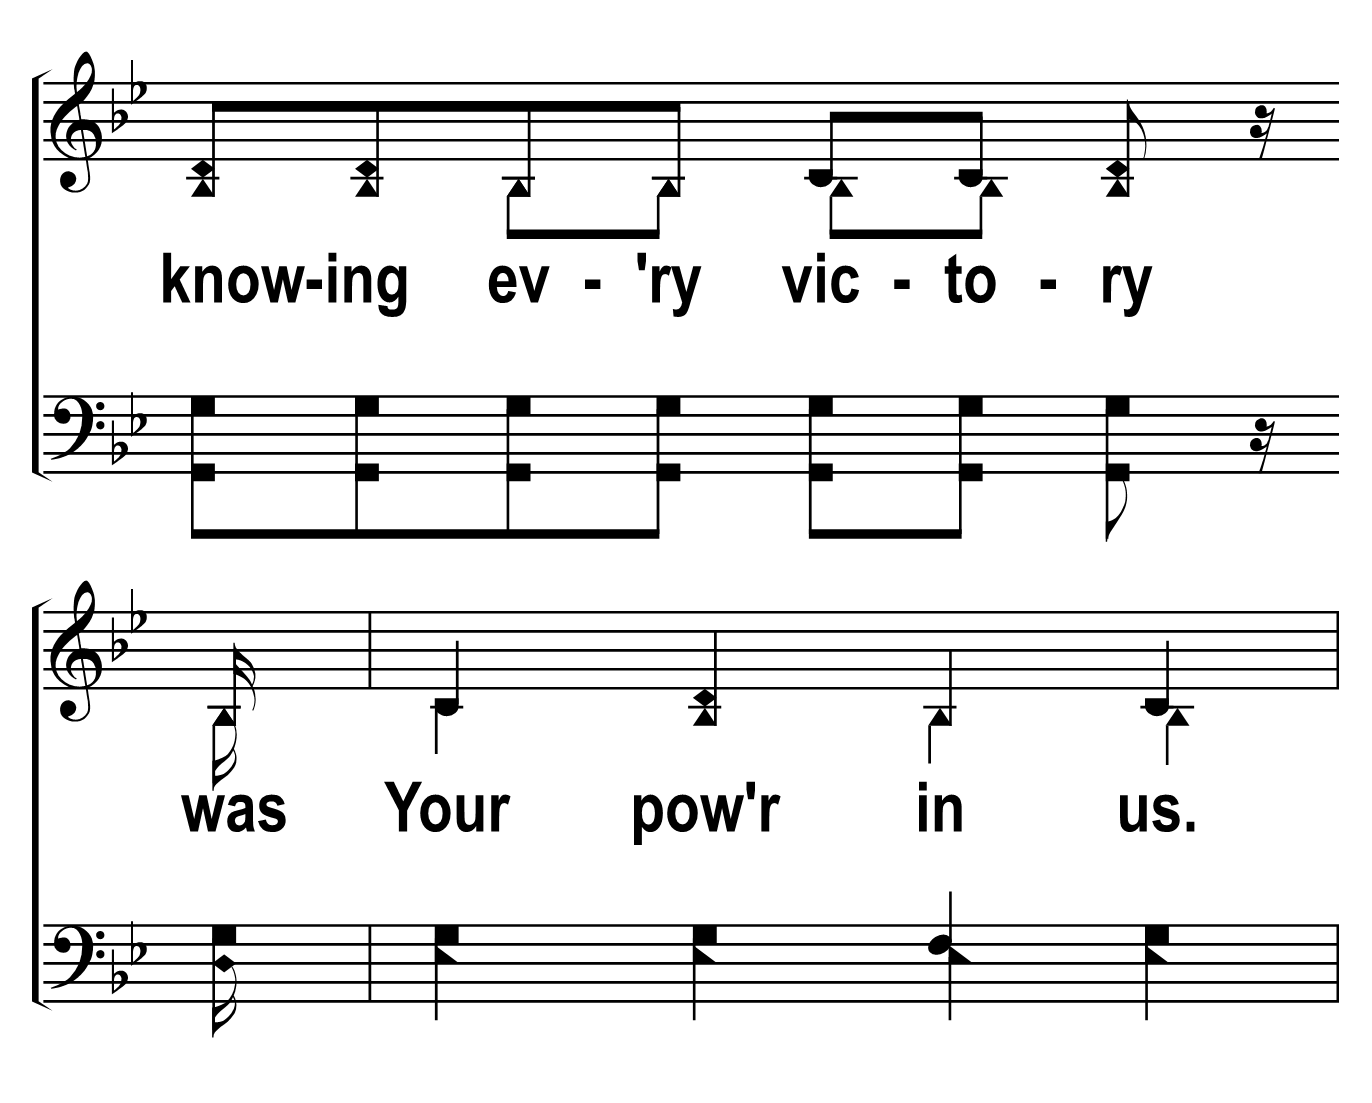 know-ing ev - 'ry vic - to - ry
was Your pow'r in us.